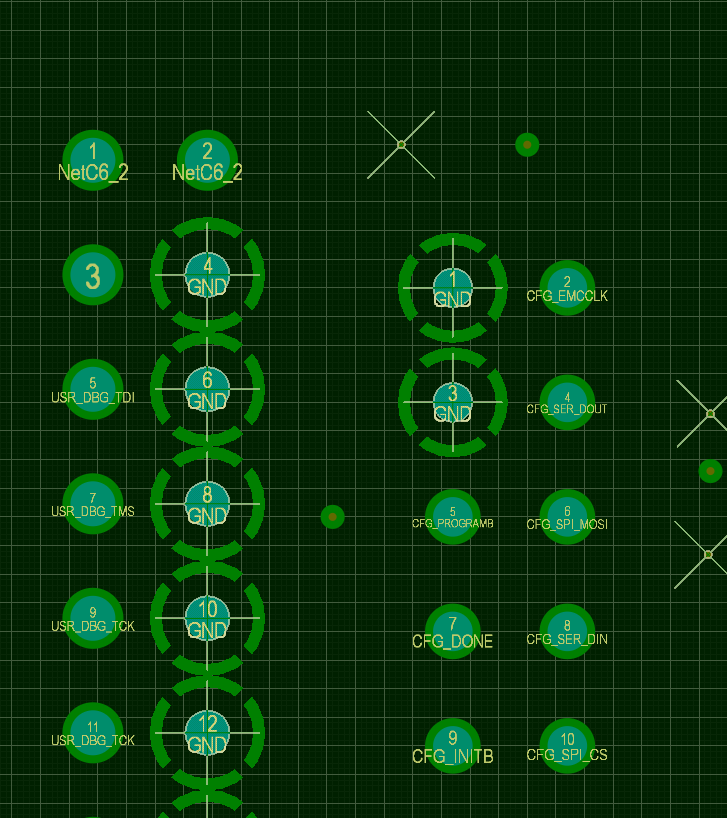 1
NetC6_2
2
NetC6_2
3
4
GND
1
GND
2
CFG_EMCCLK
5
USR_DBG_TDI
6
GND
3
GND
4
CFG_SER_DOUT
7
USR_DBG_TMS
8
GND
5
CFG_PROGRAMB
6
CFG_SPI_MOSI
9
USR_DBG_TCK
10
GND
7
CFG_DONE
8
CFG_SER_DIN
11
USR_DBG_TCK
12
GND
9
CFG_INITB
10
CFG_SPI_CS